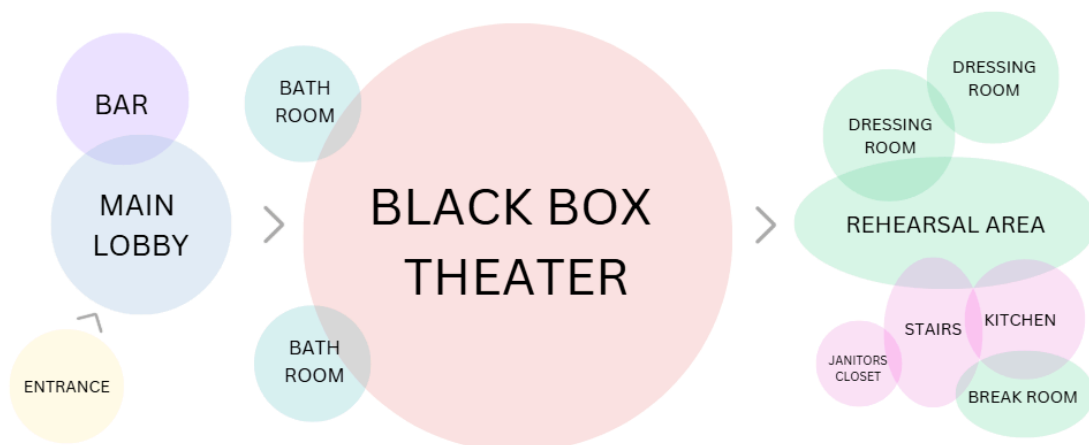 BAR
MAIN
LOBBY
ENTRANCE
BATH
ROOM
BATH
ROOM
BLACK BOX
THEATER
DRESSING
ROOM
DRESSING
ROOM
REHEARSAL AREA
STAIRS
KITCHEN
JANITORS
CLOSET
BREAK ROOM